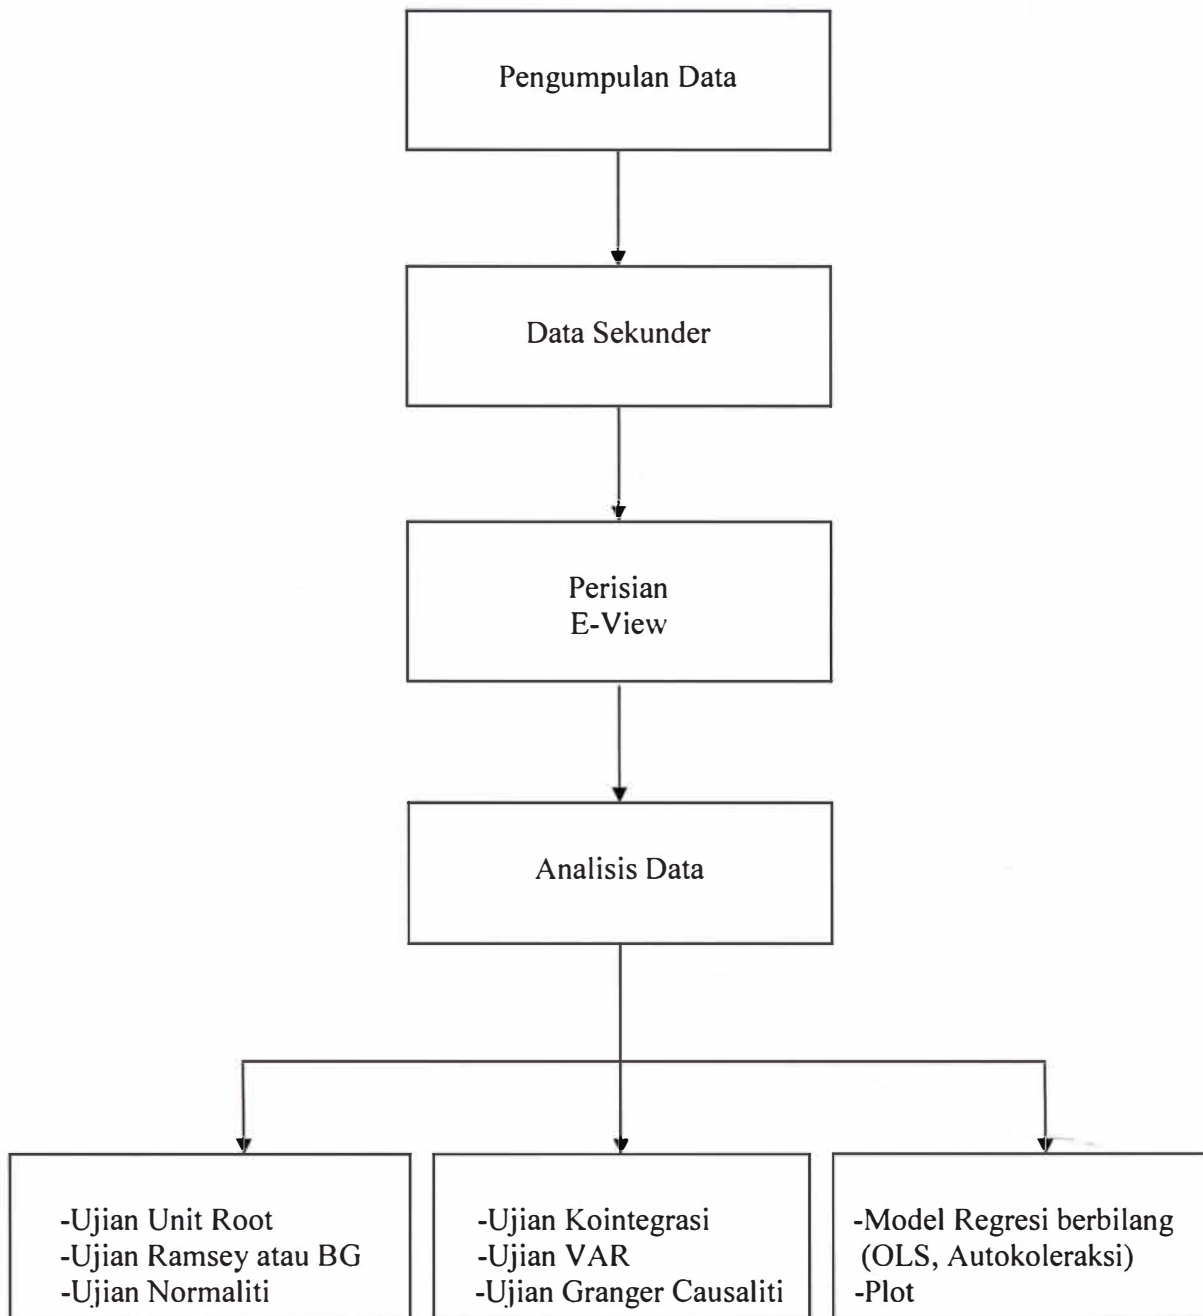 Pengumpulan Data
Data Sekunder
Perisian
E-View
Analisis Data
-Ujian Unit Root
-Ujian Ramsey atau BG
-Ujian Normaliti
-Ujian Kointegrasi
-Ujian VAR
-Ujian Granger Causaliti
-Model Regresi berbilang
(OLS, Autokoleraksi)
-Plot